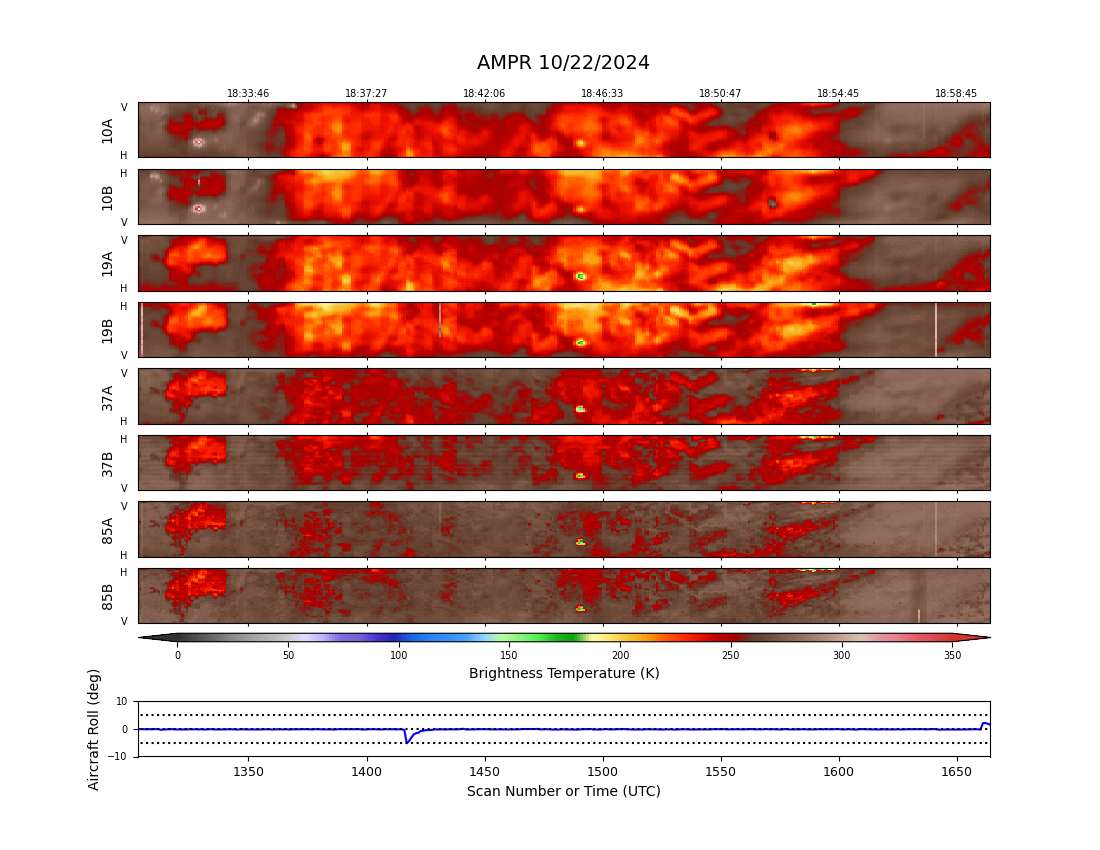 AMPR 10/22/2024
18:33:46 18:37:27 18:42:06 18:46:33 18:50:47 18:54:45 18:58:45
V
10A
H
H
10B
V
V
19A
H
H
19B
V
V
37A
H
H
37B
V
V
85A
H
H
85B
V
0 50 100 150 200 250 300 350
Brightness Temperature (K)
Aircraft Roll (deg)
10
0
−10
1350 1400 1450 1500 1550 1600 1650
Scan Number or Time (UTC)